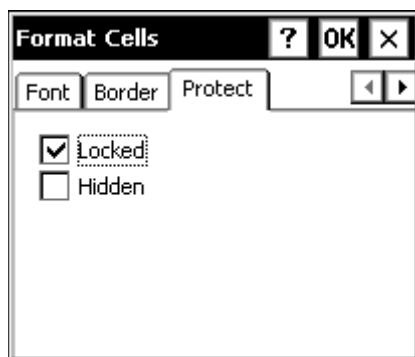 Format Cells ? OK ×
Font Border Protect
Locked
Hidden